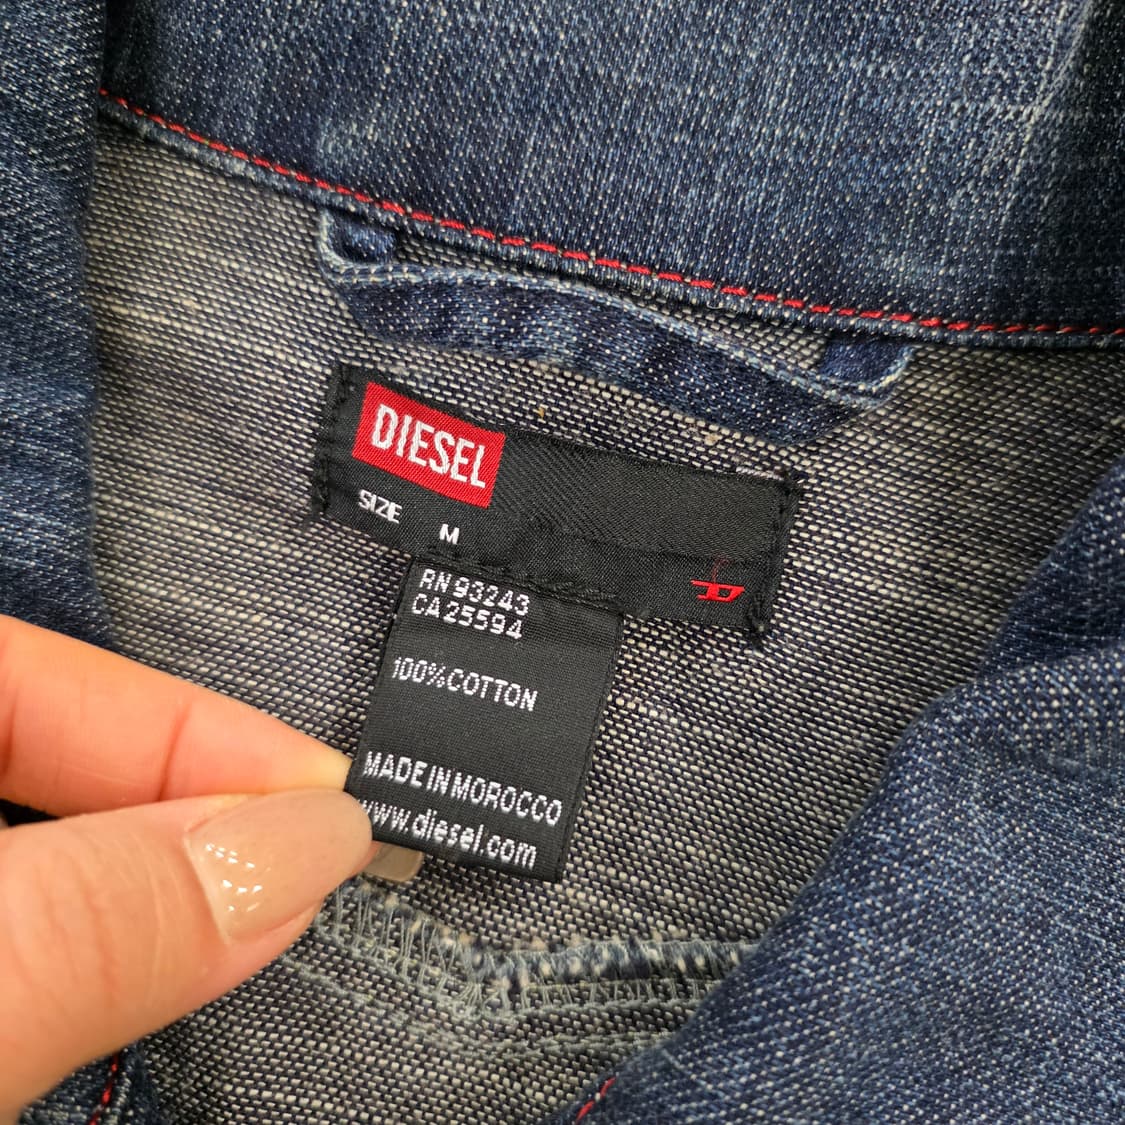 DIESEL
SIZE M
RN 93243
CA 25594
100% COTTON
MADE IN MOROCCO
www.diesel.com